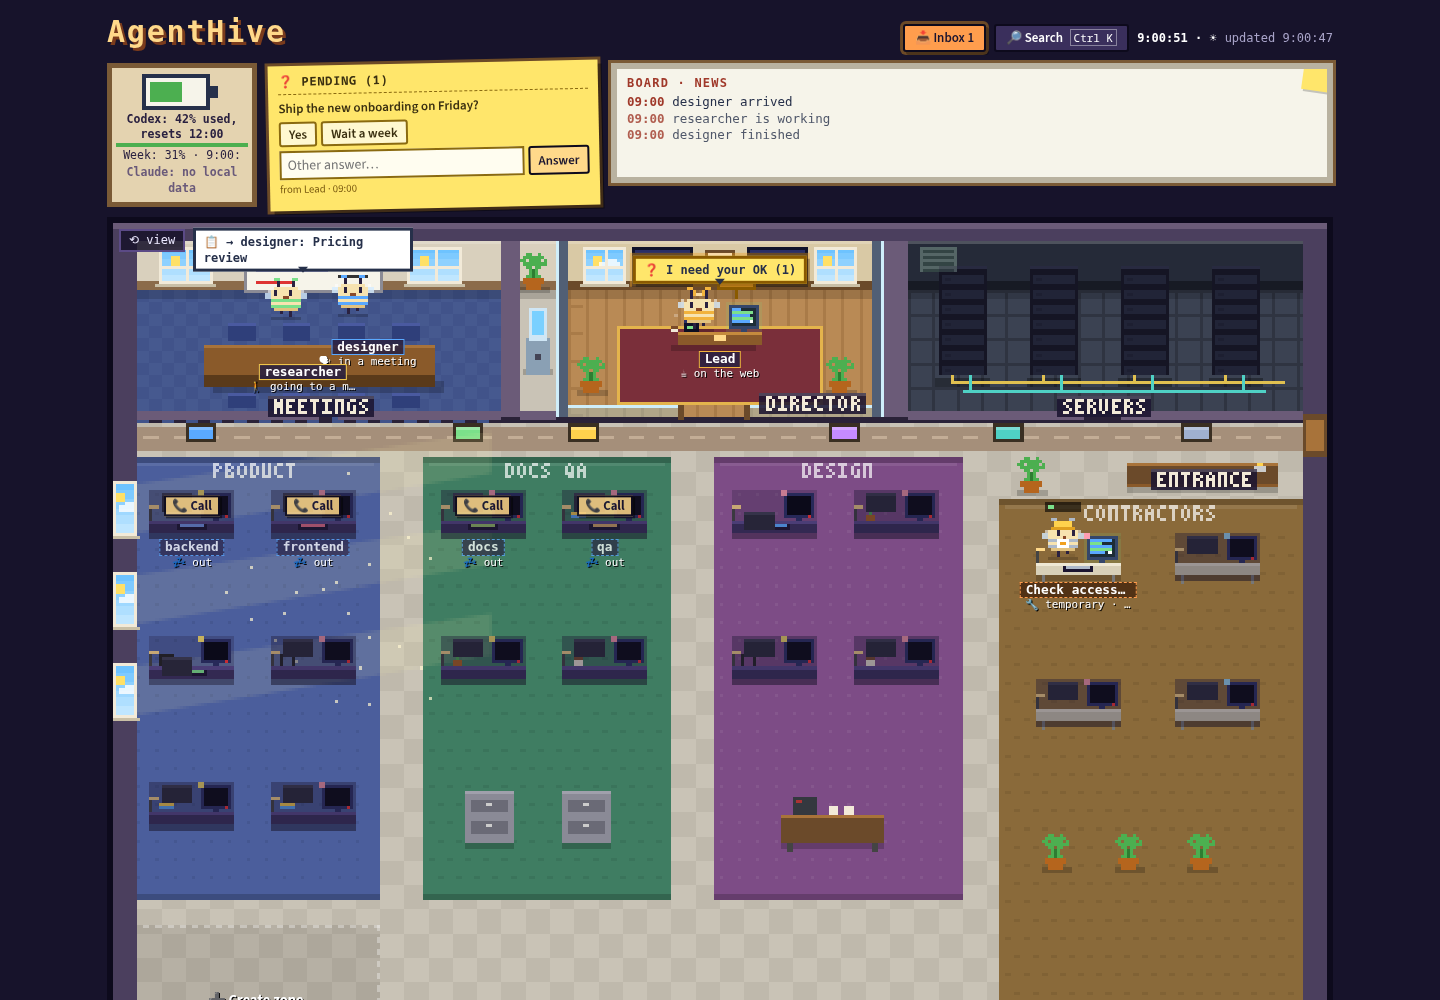 AgentHive
Inbox 1
Search Ctrl K
9:00:51 · ☀ updated 9:00:47
Codex: 42% used,
resets 12:00
Week: 31% · 9:00:
Claude: no local
data
❓ PENDING (1)
Ship the new onboarding on Friday?
Yes
Wait a week
Other answer…
Answer
from Lead · 09:00
BOARD · NEWS
09:00 designer arrived
09:00 researcher is working
09:00 designer finished
⟲ view
📋 → designer: Pricing
review
❓ I need your OK (1)
designer
in a meeting
researcher
going to a m…
MEETINGS
Lead
☕ on the web
DIRECTOR
SERVERS
PRODUCT
DOCS QA
DESIGN
ENTRANCE
CONTRACTORS
📞 Call
📞 Call
📞 Call
📞 Call
backend
💤 out
frontend
💤 out
docs
💤 out
qa
💤 out
Check access…
🔧 temporary · …
➕ Create zone